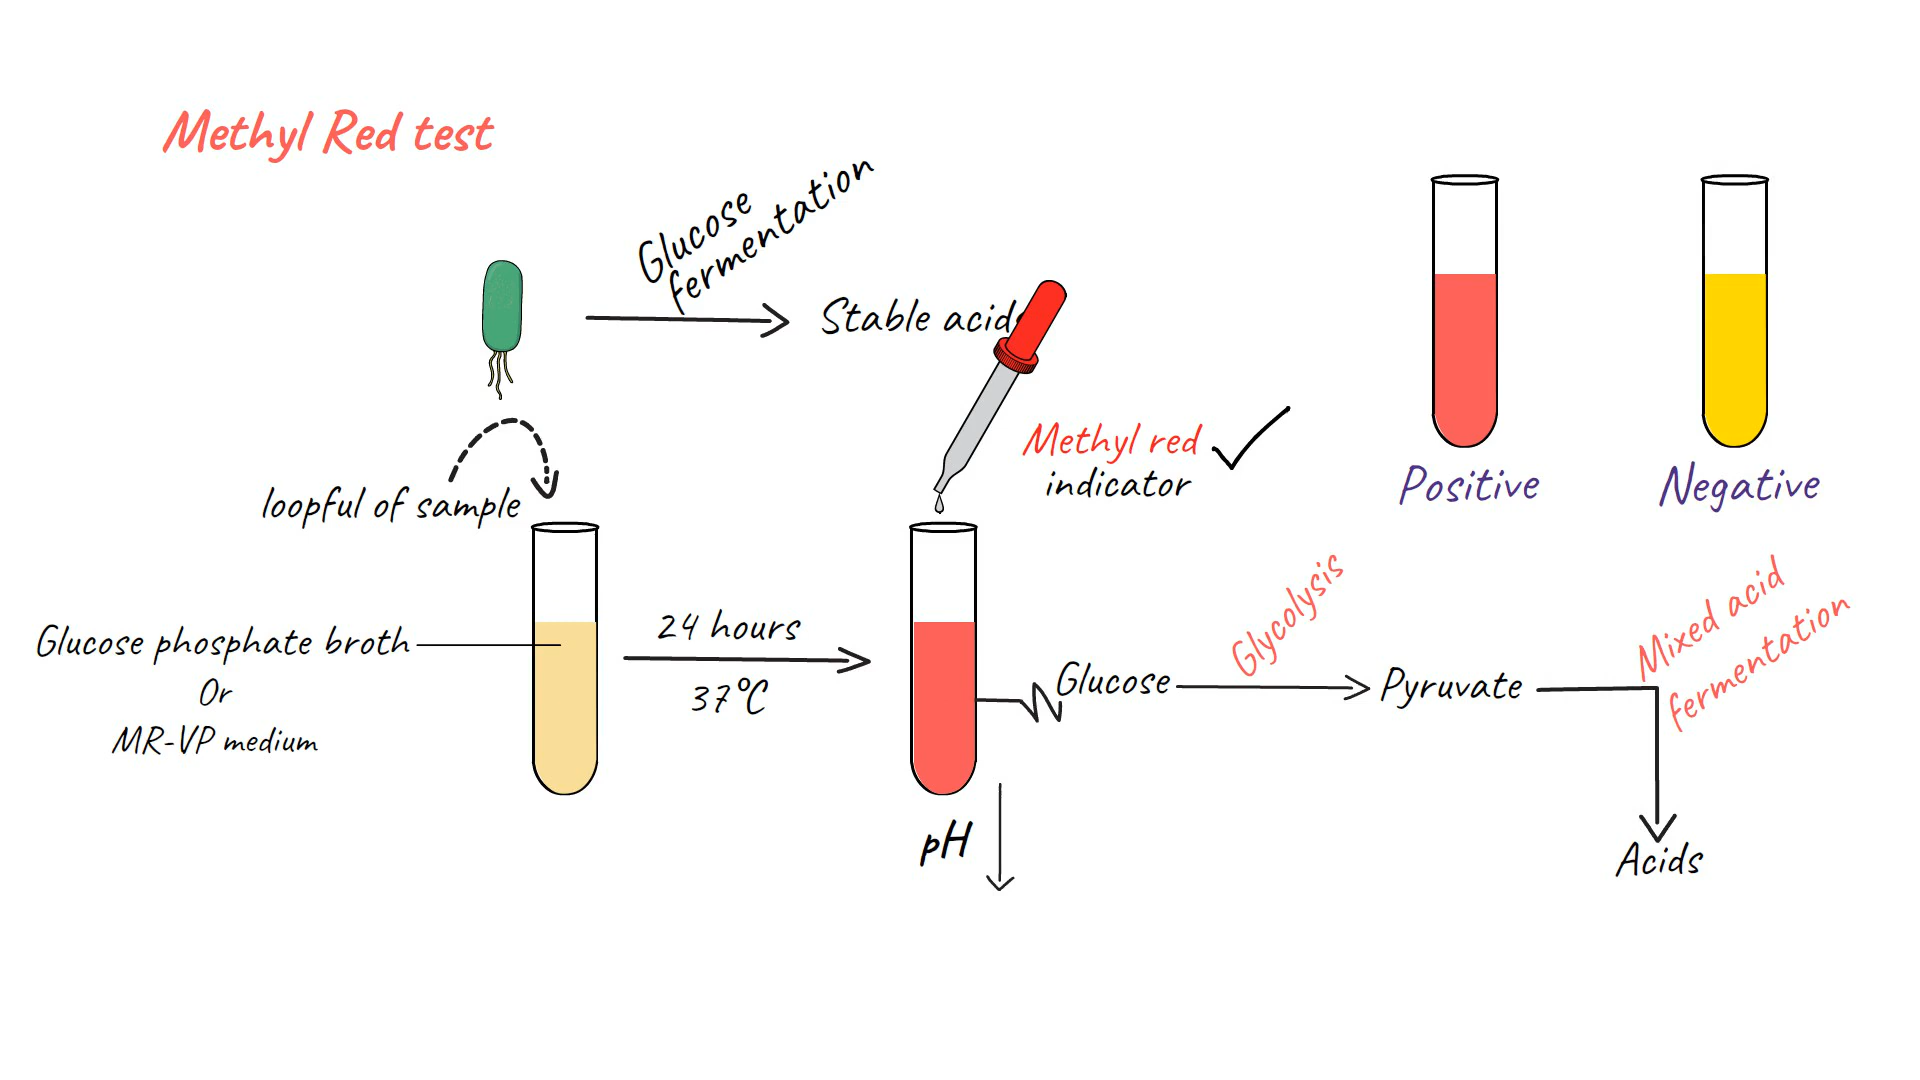 Methyl Red test
Glucose
fermentation
Stable acids
Methyl red
indicator
Positive
Negative
loopful of sample
Glucose phosphate broth
Or
MR-VP medium
24 hours
37°C
pH
Glucose
Glycolysis
Pyruvate
Mixed acid
fermentation
Acids